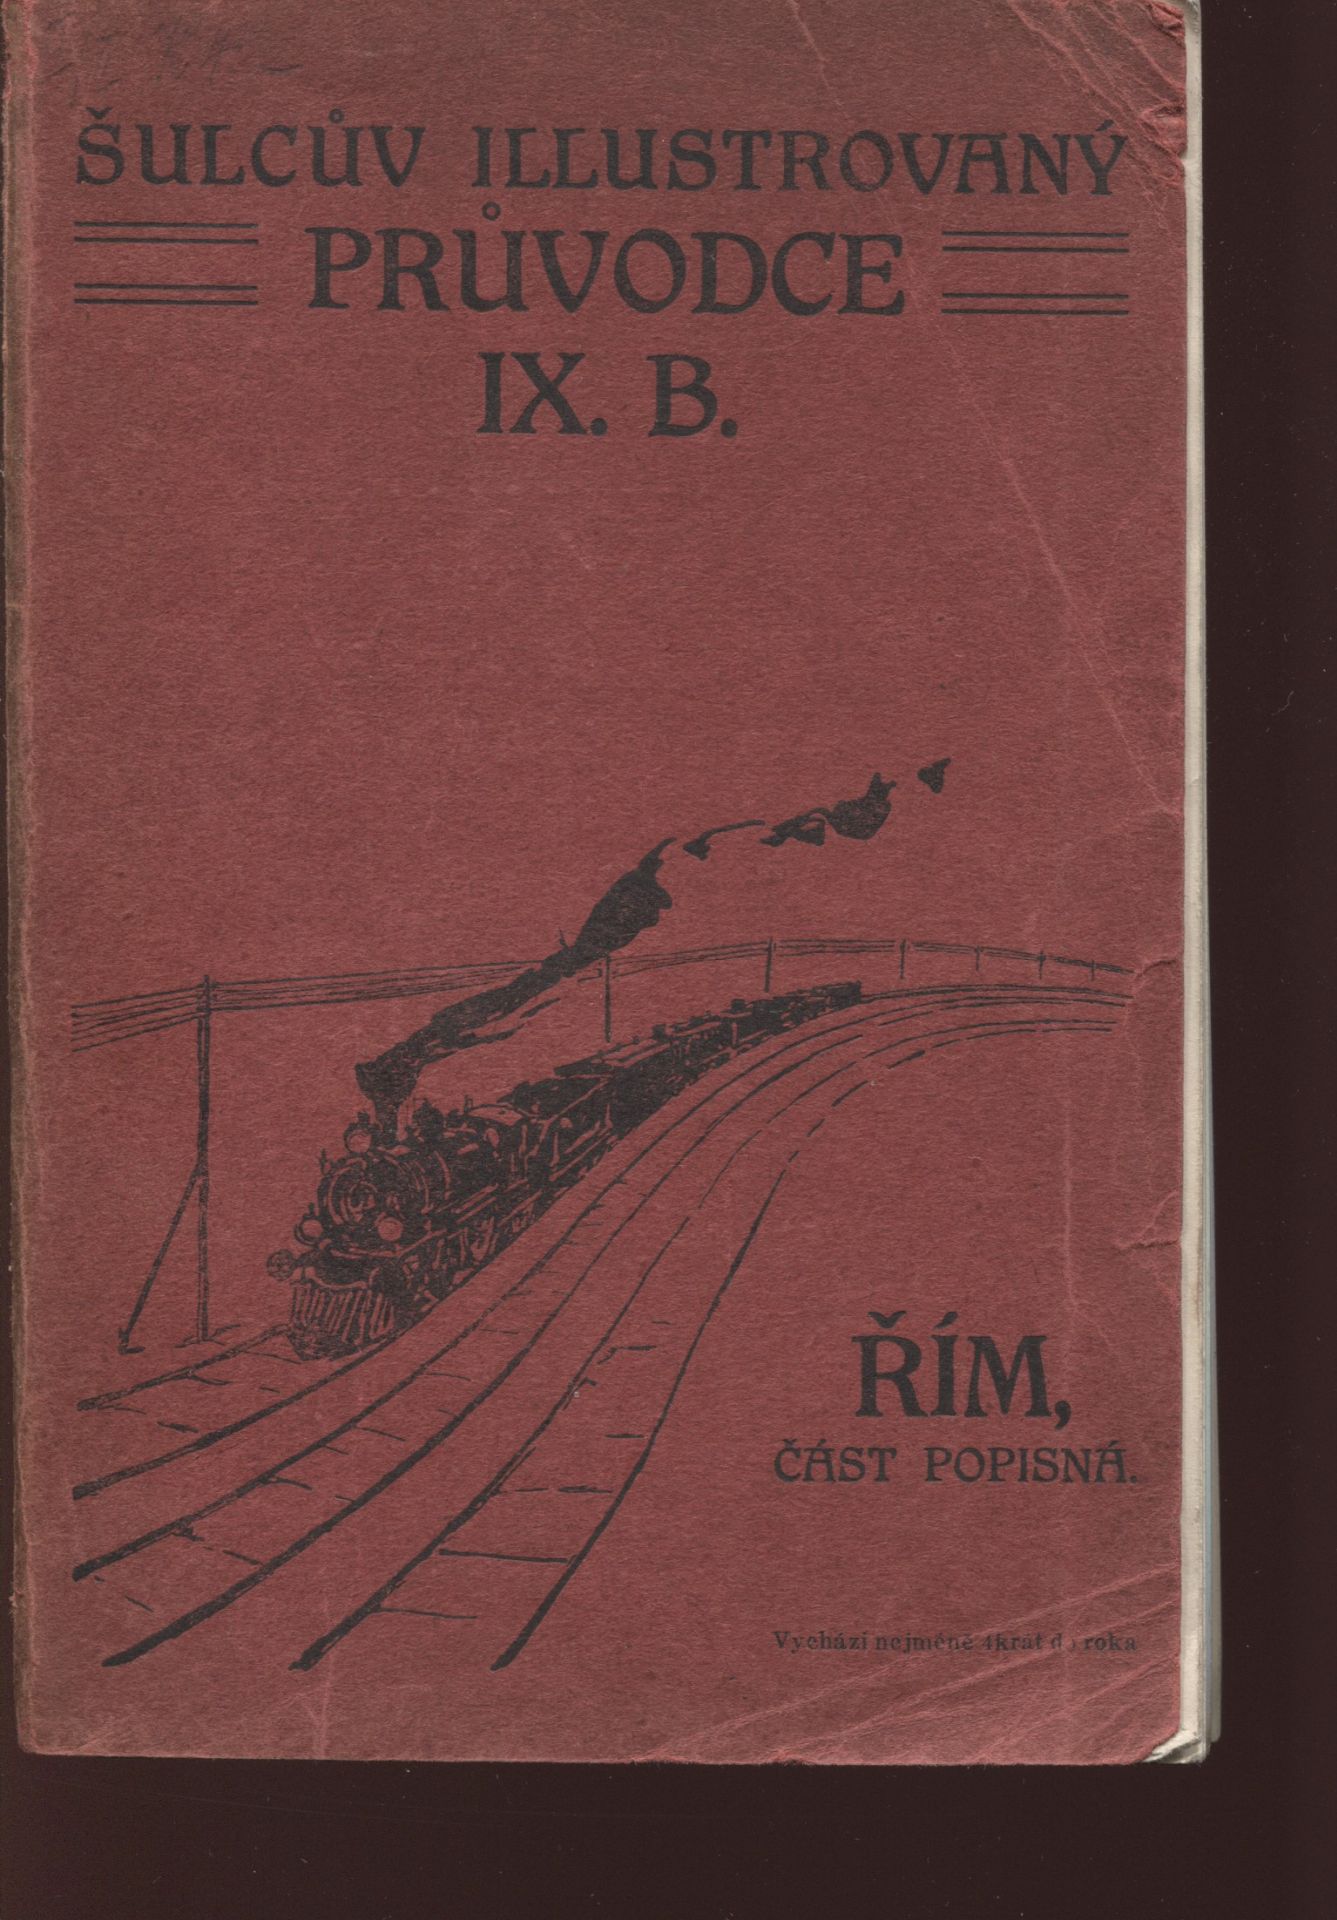 ŠULCŮV ILLUSTROVANÝ
PRŮVODCE
IX. B.
ŘÍM,
ČÁST POPISNÁ.
Vychází nejméně 4krát do roka